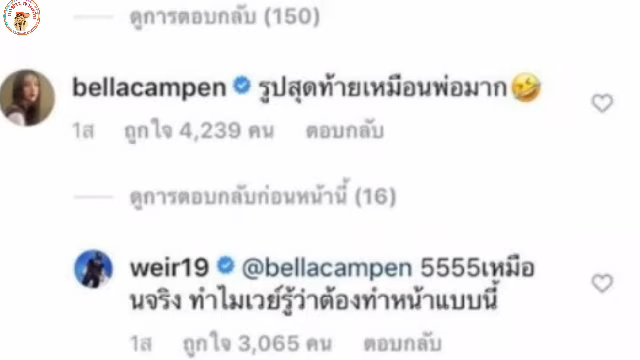 ดูการตอบกลับ (150)
bellacampen รูปสุดท้ายเหมือนพ่อมาก🤣
1ส ถูกใจ 4,239 คน ตอบกลับ
ดูการตอบกลับก่อนหน้านี้ (16)
weir19 @bellacampen 5555เหมือ
นจริง ทำไมเวย์รู้ว่าต้องทำหน้าแบบนี้
1ส ถูกใจ 3,065 คน ตอบกลับ